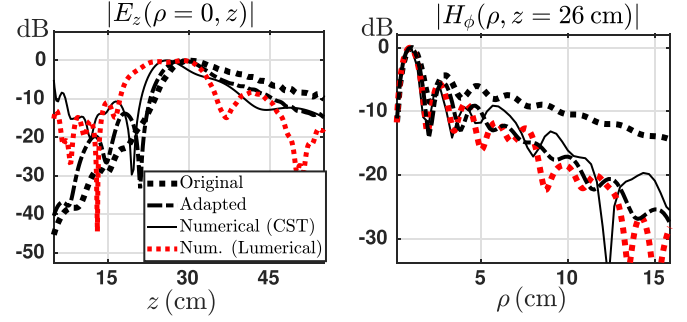 |E_z(ρ = 0, z)|
dB
0
-10
-20
-30
-40
-50
Original
Adapted
Numerical (CST)
Num. (Lumerical)
15
30
45
z (cm)
|H_ϕ(ρ, z = 26 cm)|
dB
0
-10
-20
-30
5
10
15
ρ (cm)